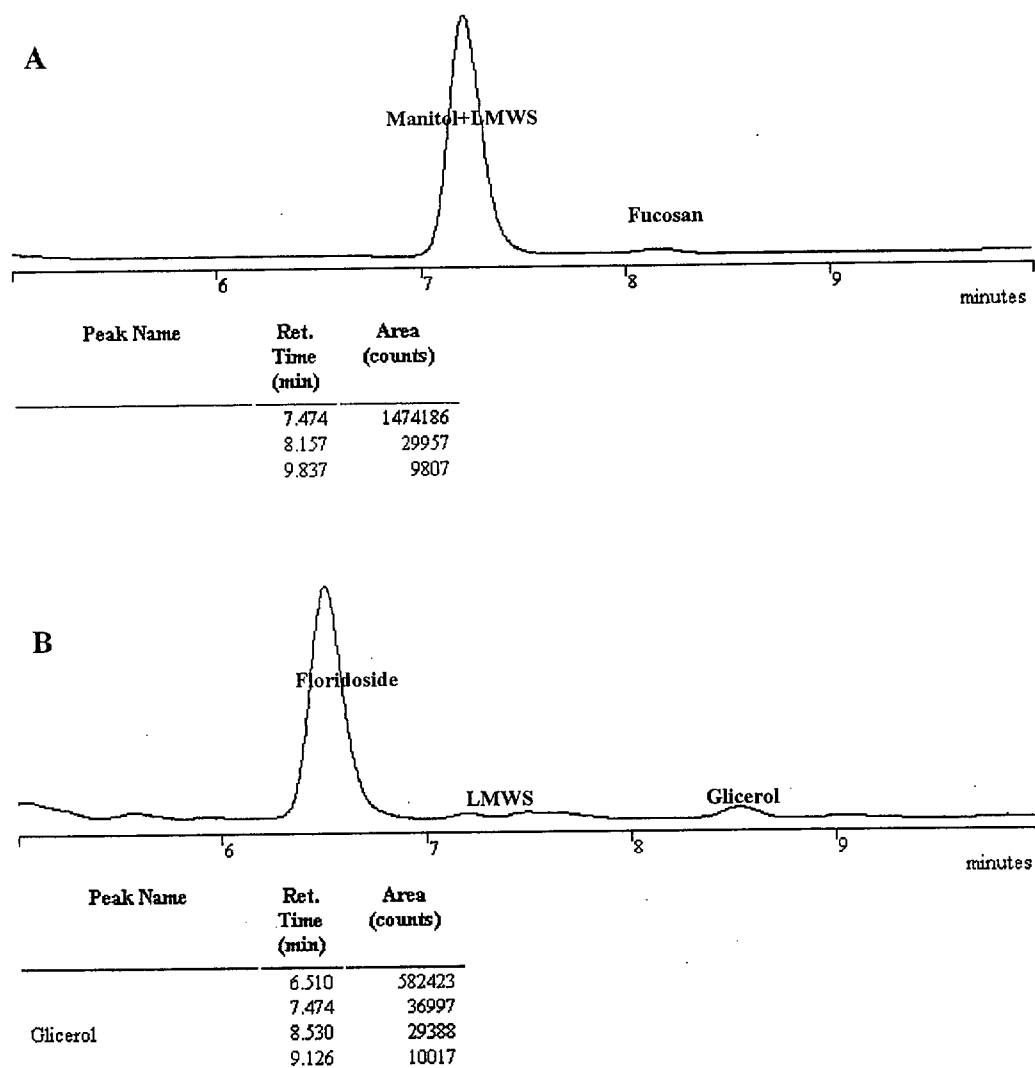 A
Manitol+LMWS
Fucosan
6 7 8 9
minutes
Peak Name Ret. Area
Time (counts)
(min)
7.474 1474186
8.157 29957
9.837 9807
B
Floridoside
LMWS Glicerol
6 7 8 9
minutes
Peak Name Ret. Area
Time (counts)
(min)
6.510 582423
7.474 36997
Glicerol 8.530 29388
9.126 10017